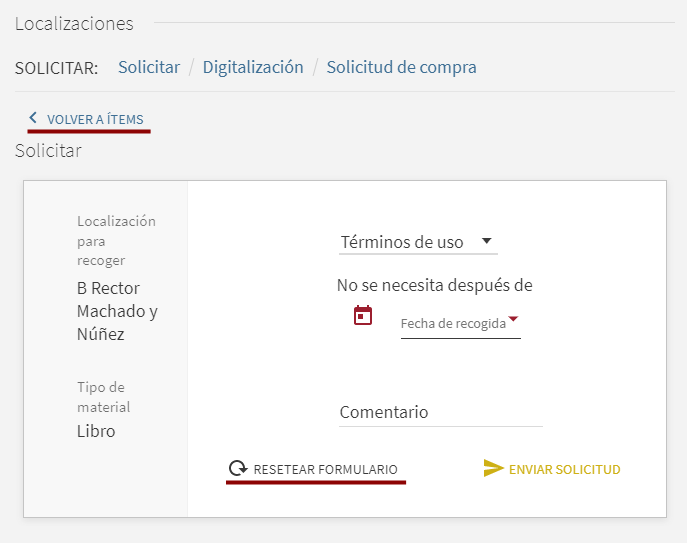 Localizaciones
SOLICITAR: Solicitar / Digitalización / Solicitud de compra
VOLVER A ÍTEMS
Solicitar
Localización
para
recoger
B Rector
Machado y
Núñez
Tipo de
material
Libro
Términos de uso
No se necesita después de
Fecha de recogida
Comentario
RESETEAR FORMULARIO
ENVIAR SOLICITUD